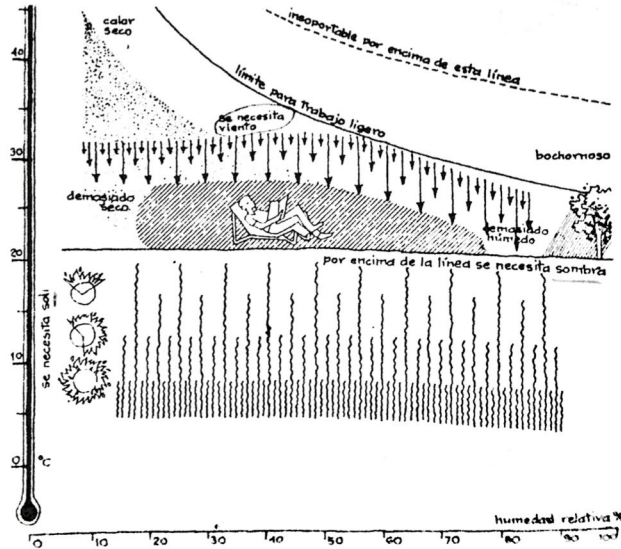 40
calar
seco
insoportable por encima de esta línea
límite para trabajo ligero
se necesita
viento
30
bochornoso
demasiado
seco
demasiado
húmedo
20
por encima de la línea se necesita sombra
se necesita sol
10
0
°C
humedad relativa %
0 10 20 30 40 50 60 70 80 90 100